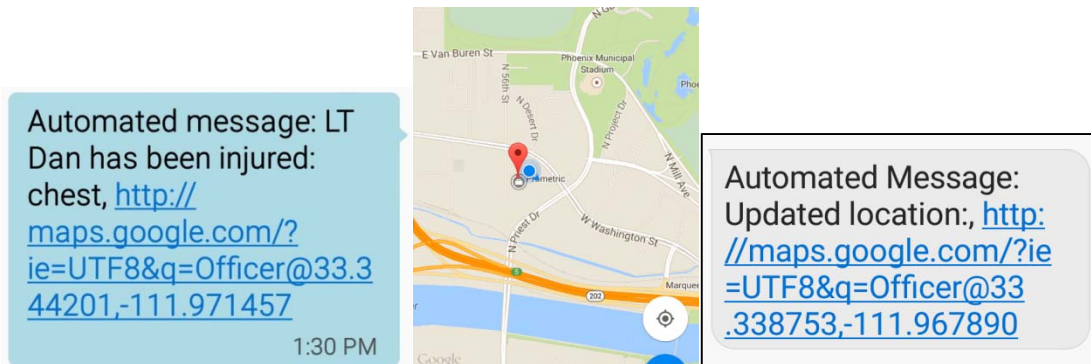 Automated message: LT
Dan has been injured:
chest, http://
maps.google.com/?
ie=UTF8&q=Officer@33.3
44201,-111.971457
1:30 PM
E Van Buren St
N 56th St
Phoenix Municipal
Stadium
N Desert Dr
N Project Dr
N Mill Ave
N Priest Dr
W Washington St
5
202
Google
Automated Message:
Updated location:, http:
//maps.google.com/?ie
=UTF8&q=Officer@33
.338753,-111.967890